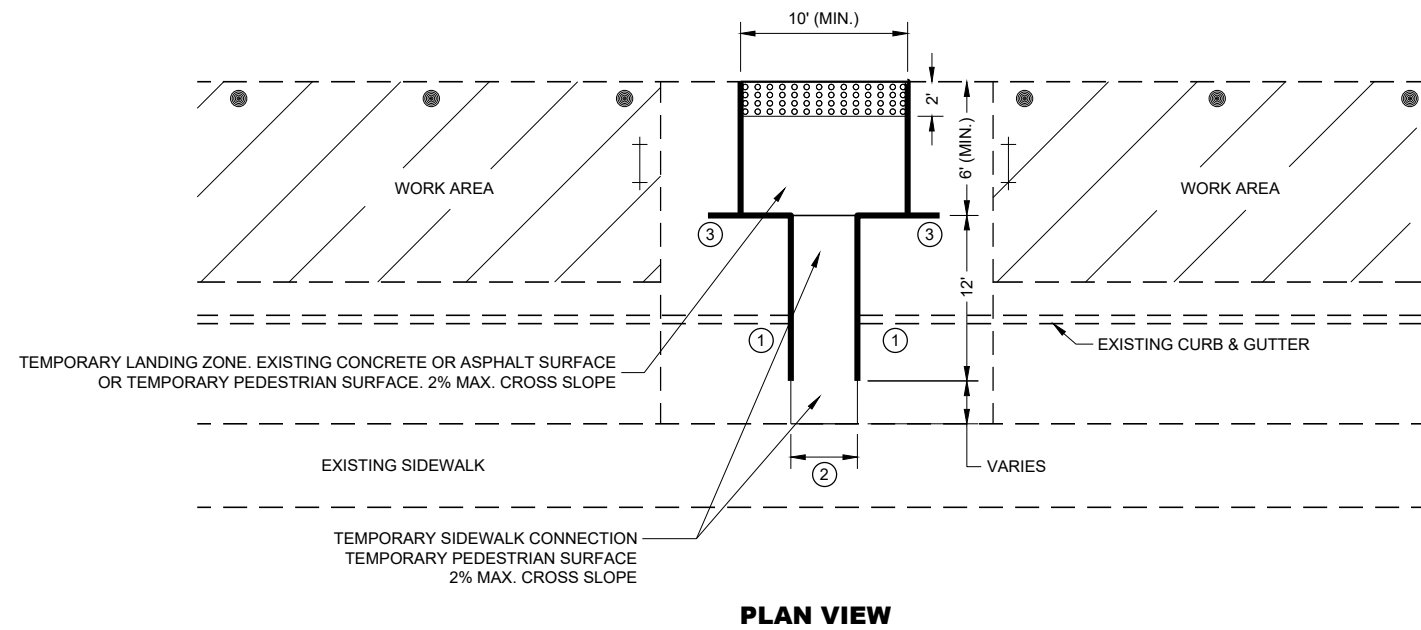 10' (MIN.)
2'
6' (MIN.)
WORK AREA
WORK AREA
3
3
12'
1
1
EXISTING CURB & GUTTER
TEMPORARY LANDING ZONE. EXISTING CONCRETE OR ASPHALT SURFACE
OR TEMPORARY PEDESTRIAN SURFACE. 2% MAX. CROSS SLOPE
EXISTING SIDEWALK
2
VARIES
TEMPORARY SIDEWALK CONNECTION
TEMPORARY PEDESTRIAN SURFACE
2% MAX. CROSS SLOPE
PLAN VIEW